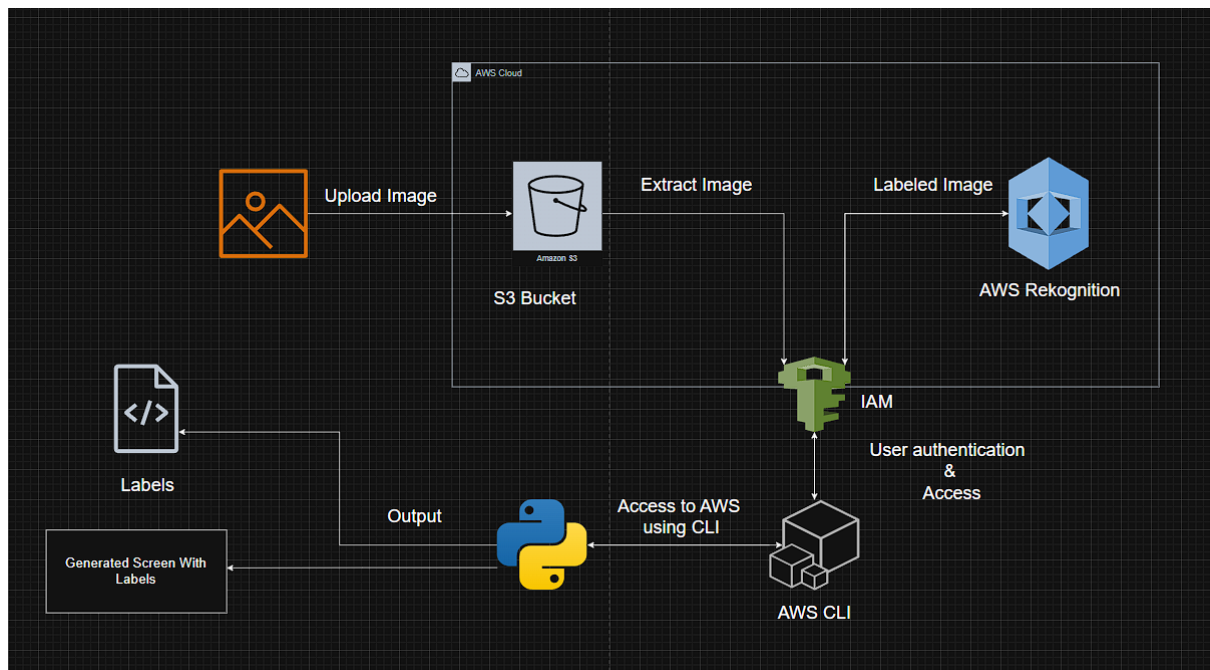 AWS Cloud
Upload Image
Extract Image
Labeled Image
Amazon S3
S3 Bucket
AWS Rekognition
IAM
User authentication
&
Access
Labels
Output
Access to AWS
using CLI
Generated Screen With
Labels
AWS CLI